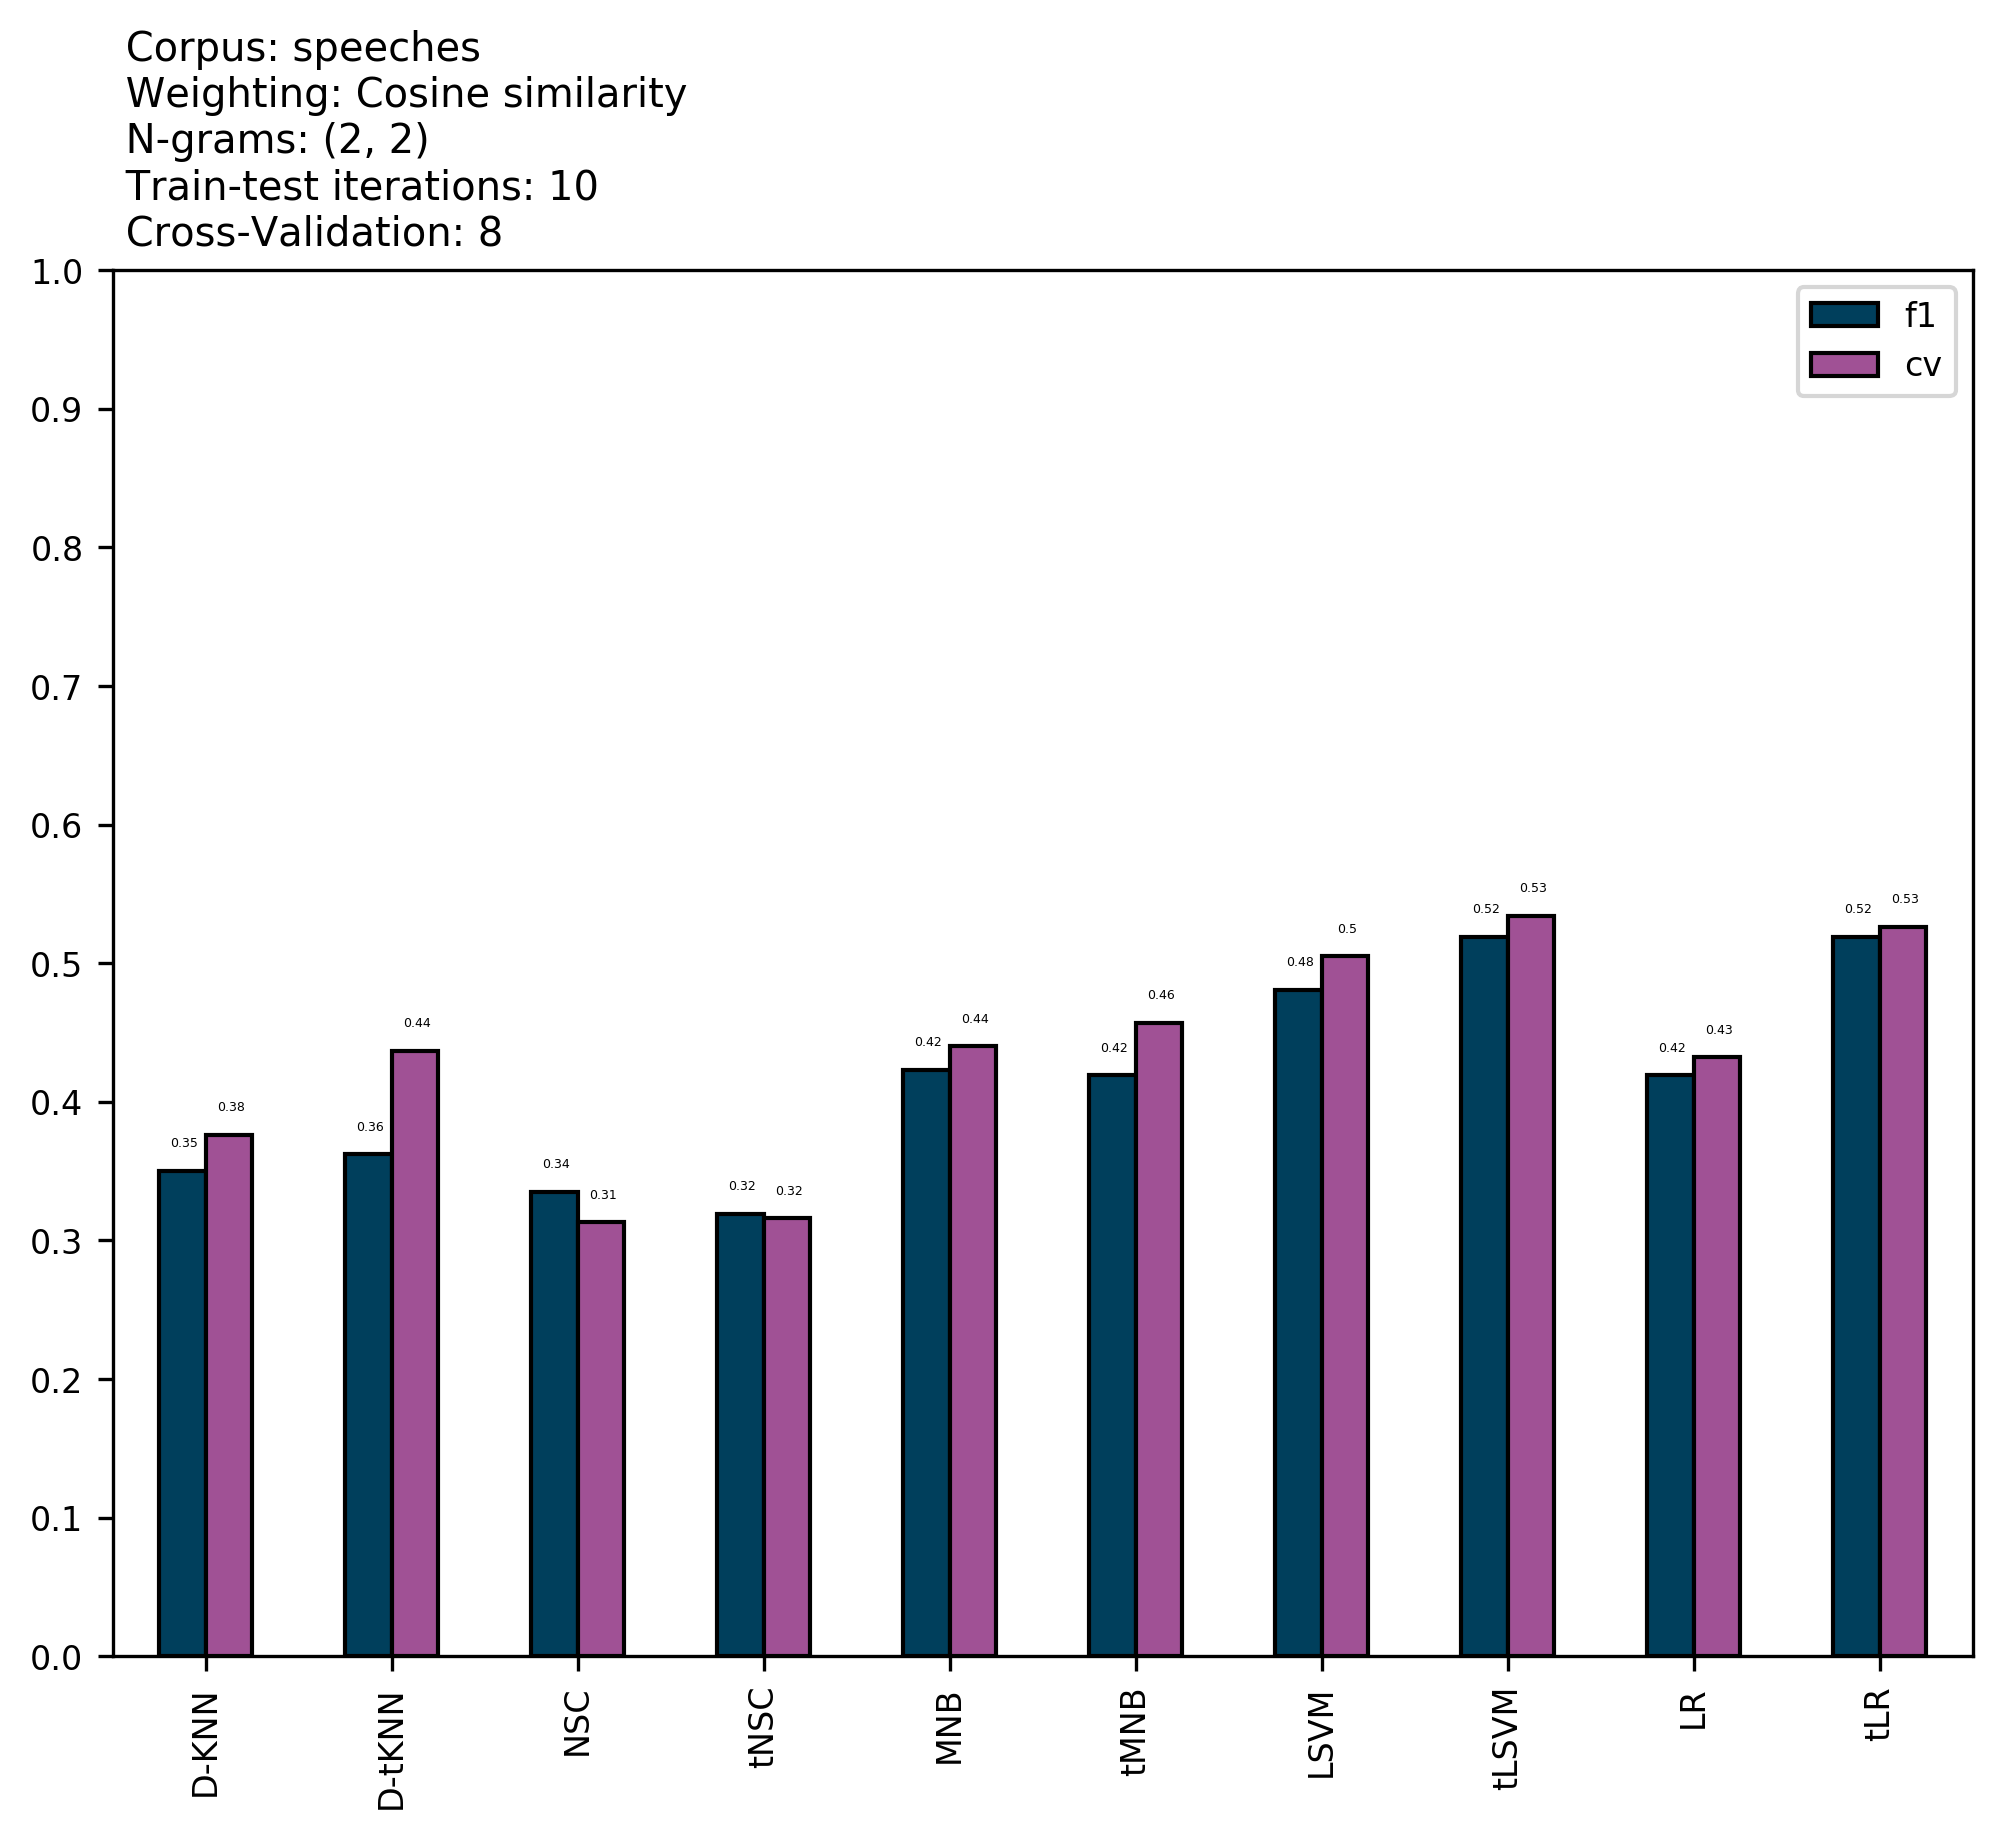 Corpus: speeches
Weighting: Cosine similarity
N-grams: (2, 2)
Train-test iterations: 10
Cross-Validation: 8
1.0
0.9
0.8
0.7
0.6
0.5
0.4
0.3
0.2
0.1
0.0
f1
cv
0.35
0.38
0.36
0.44
0.34
0.31
0.32
0.32
0.42
0.44
0.42
0.46
0.48
0.5
0.52
0.53
0.42
0.43
0.52
0.53
D-KNN
D-tKNN
NSC
tNSC
MNB
tMNB
LSVM
tLSVM
LR
tLR